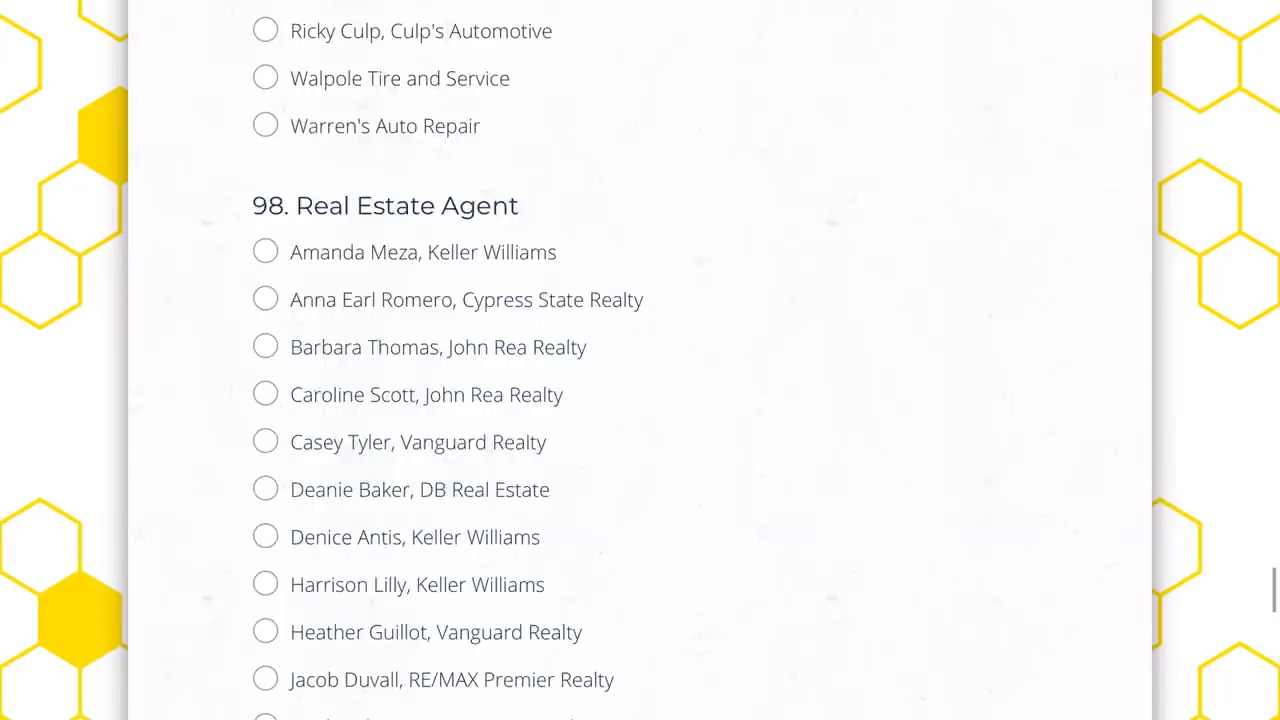 Ricky Culp, Culp's Automotive
Walpole Tire and Service
Warren's Auto Repair
98. Real Estate Agent
Amanda Meza, Keller Williams
Anna Earl Romero, Cypress State Realty
Barbara Thomas, John Rea Realty
Caroline Scott, John Rea Realty
Casey Tyler, Vanguard Realty
Deanie Baker, DB Real Estate
Denice Antis, Keller Williams
Harrison Lilly, Keller Williams
Heather Guillot, Vanguard Realty
Jacob Duvall, RE/MAX Premier Realty